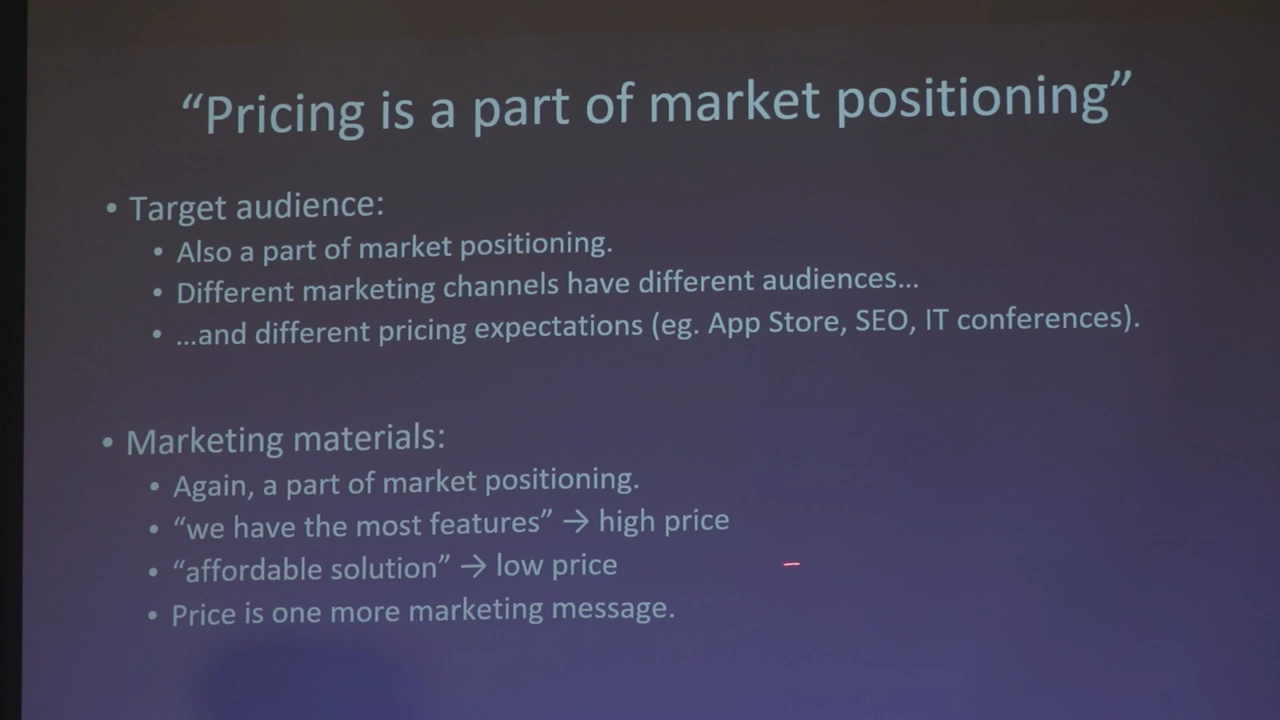 “Pricing is a part of market positioning”
• Target audience:
• Also a part of market positioning.
• Different marketing channels have different audiences…
• …and different pricing expectations (eg. App Store, SEO, IT conferences).
• Marketing materials:
• Again, a part of market positioning.
• “we have the most features” → high price
• “affordable solution” → low price
• Price is one more marketing message.